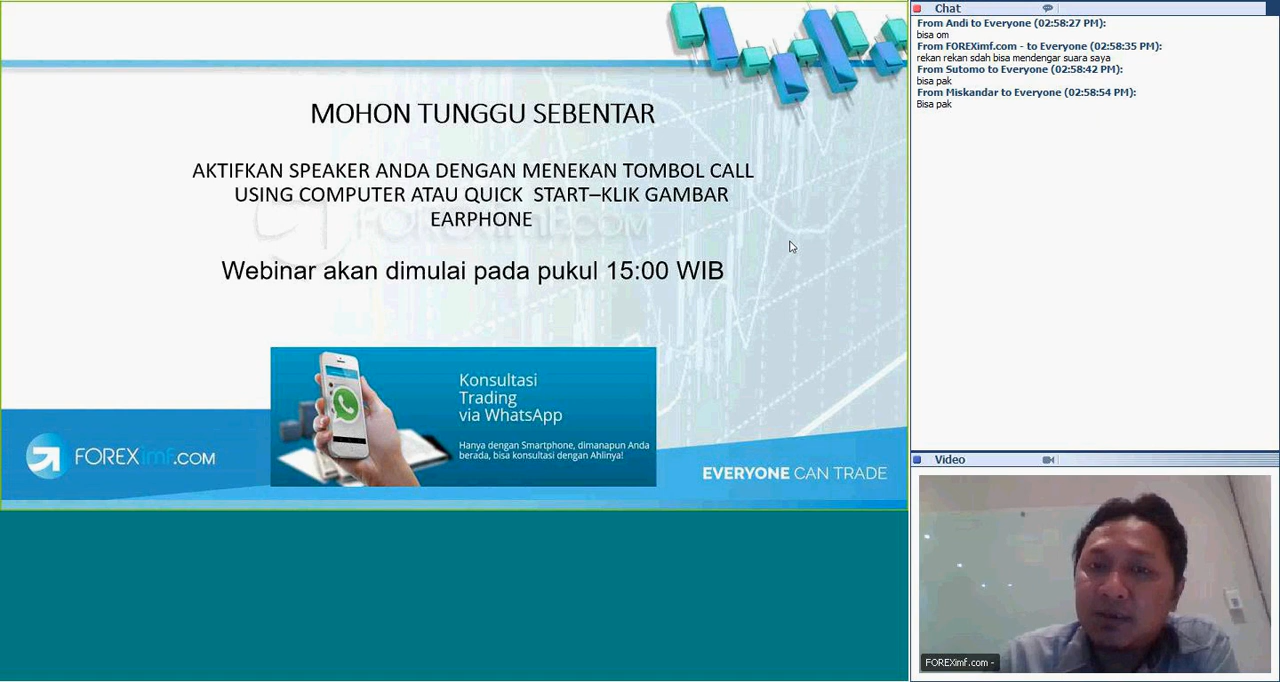 MOHON TUNGGU SEBENTAR
AKTIFKAN SPEAKER ANDA DENGAN MENEKAN TOMBOL CALL
USING COMPUTER ATAU QUICK START–KLIK GAMBAR
EARPHONE
FOREXimf.COM
Webinar akan dimulai pada pukul 15:00 WIB
Konsultasi
Trading
via WhatsApp
Hanya dengan Smartphone, dimanapun Anda
berada, bisa konsultasi dengan Ahlinya!
FOREXimf.COM
EVERYONE CAN TRADE
Chat
From Andi to Everyone (02:58:27 PM):
bisa om
From FOREXimf.com - to Everyone (02:58:35 PM):
rekan rekan sdah bisa mendengar suara saya
From Sutomo to Everyone (02:58:42 PM):
bisa pak
From Miskandar to Everyone (02:58:54 PM):
Bisa pak
Video
FOREXimf.com -